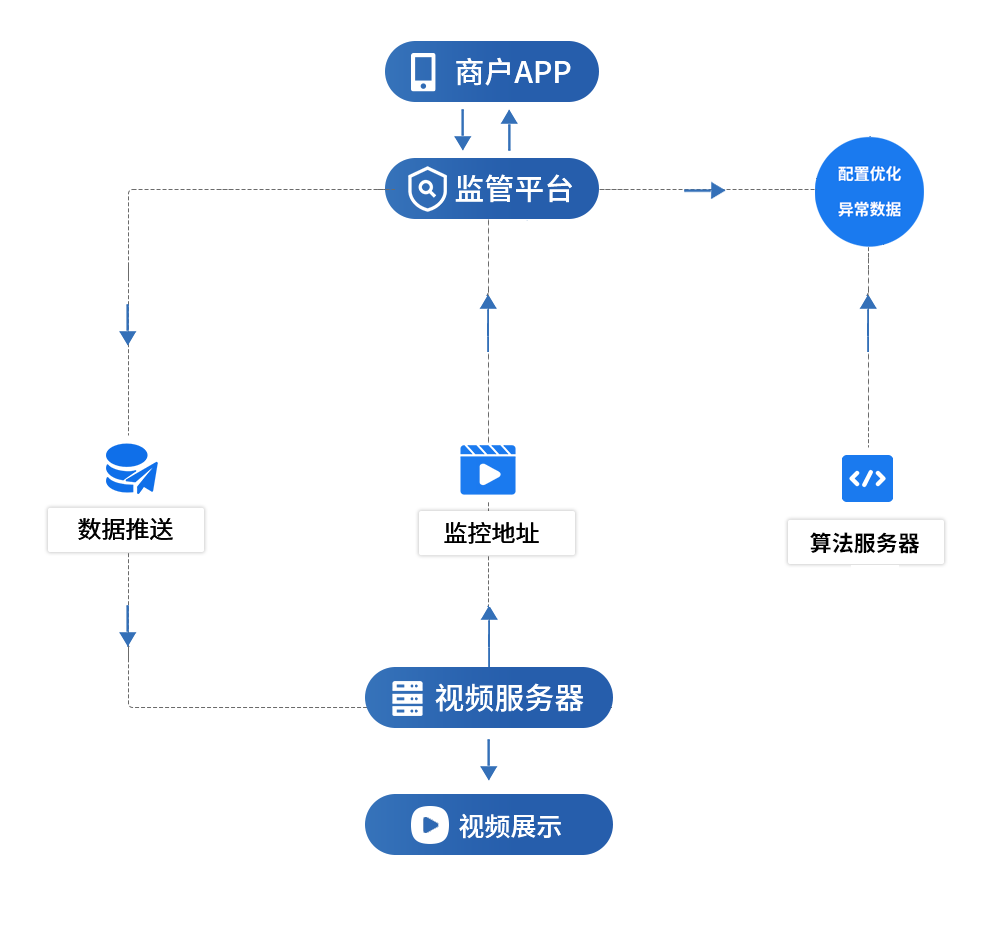 商户APP
监管平台
配置优化
异常数据
数据推送
监控地址
算法服务器
视频服务器
视频展示